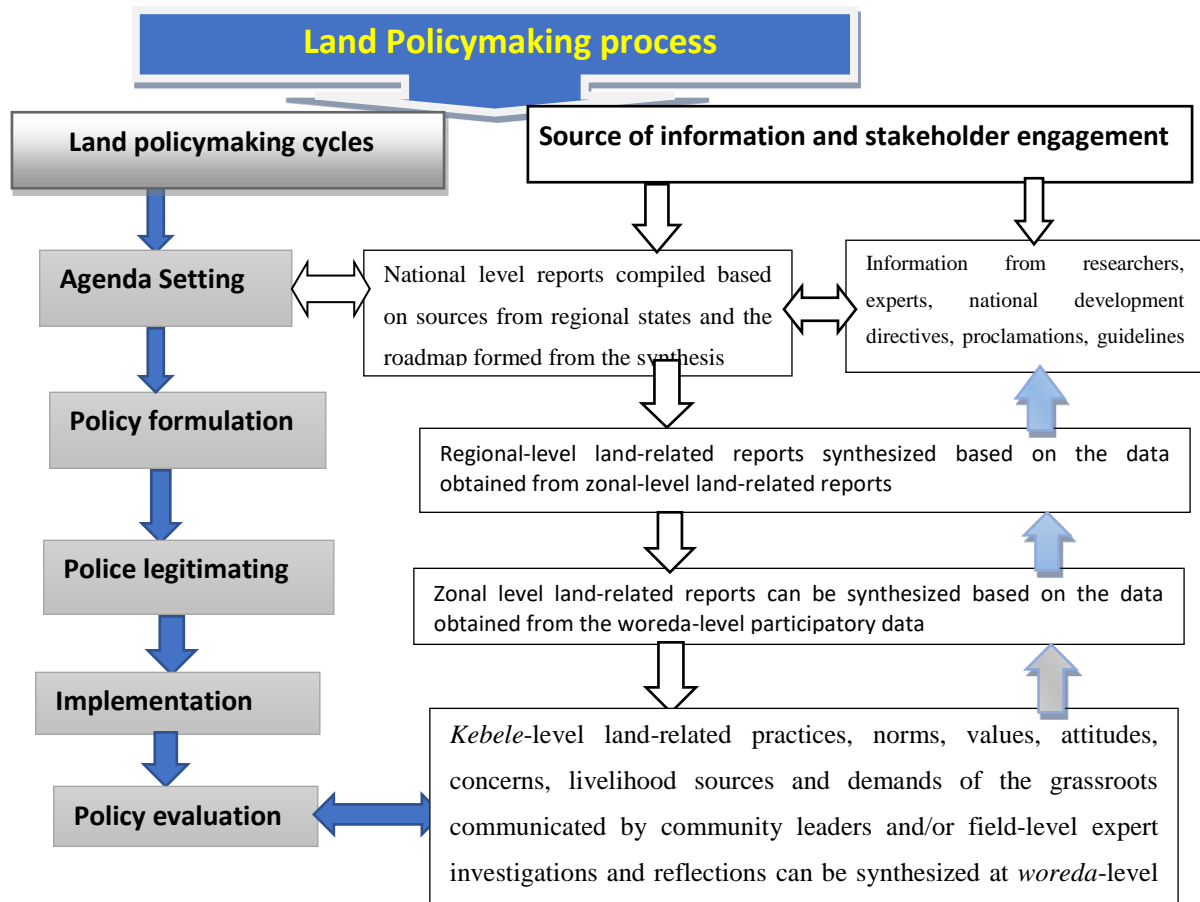 Land Policymaking process
Land policymaking cycles
Source of information and stakeholder engagement
Agenda Setting
National level reports compiled based
on sources from regional states and the
roadmap formed from the synthesis
Information from researchers,
experts, national development
directives, proclamations, guidelines
Policy formulation
Regional-level land-related reports synthesized based on the data
obtained from zonal-level land-related reports
Police legitimating
Zonal level land-related reports can be synthesized based on the data
obtained from the woreda-level participatory data
Implementation
Kebele-level land-related practices, norms, values, attitudes,
concerns, livelihood sources and demands of the grassroots
communicated by community leaders and/or field-level expert
investigations and reflections can be synthesized at woreda-level
Policy evaluation